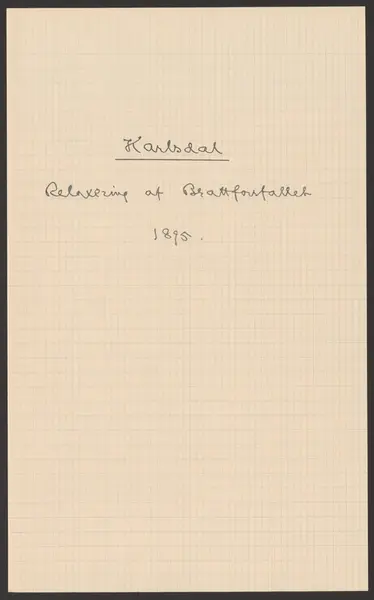 Karlsdal
Relaxering af Brattforsfallet
1895.